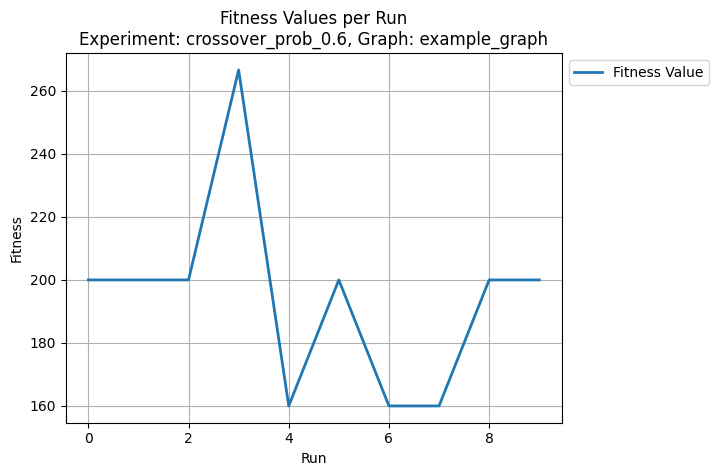 Fitness Values per Run
Experiment: crossover_prob_0.6, Graph: example_graph
Fitness Value
260
240
220
200
180
160
Fitness
0 2 4 6 8
Run